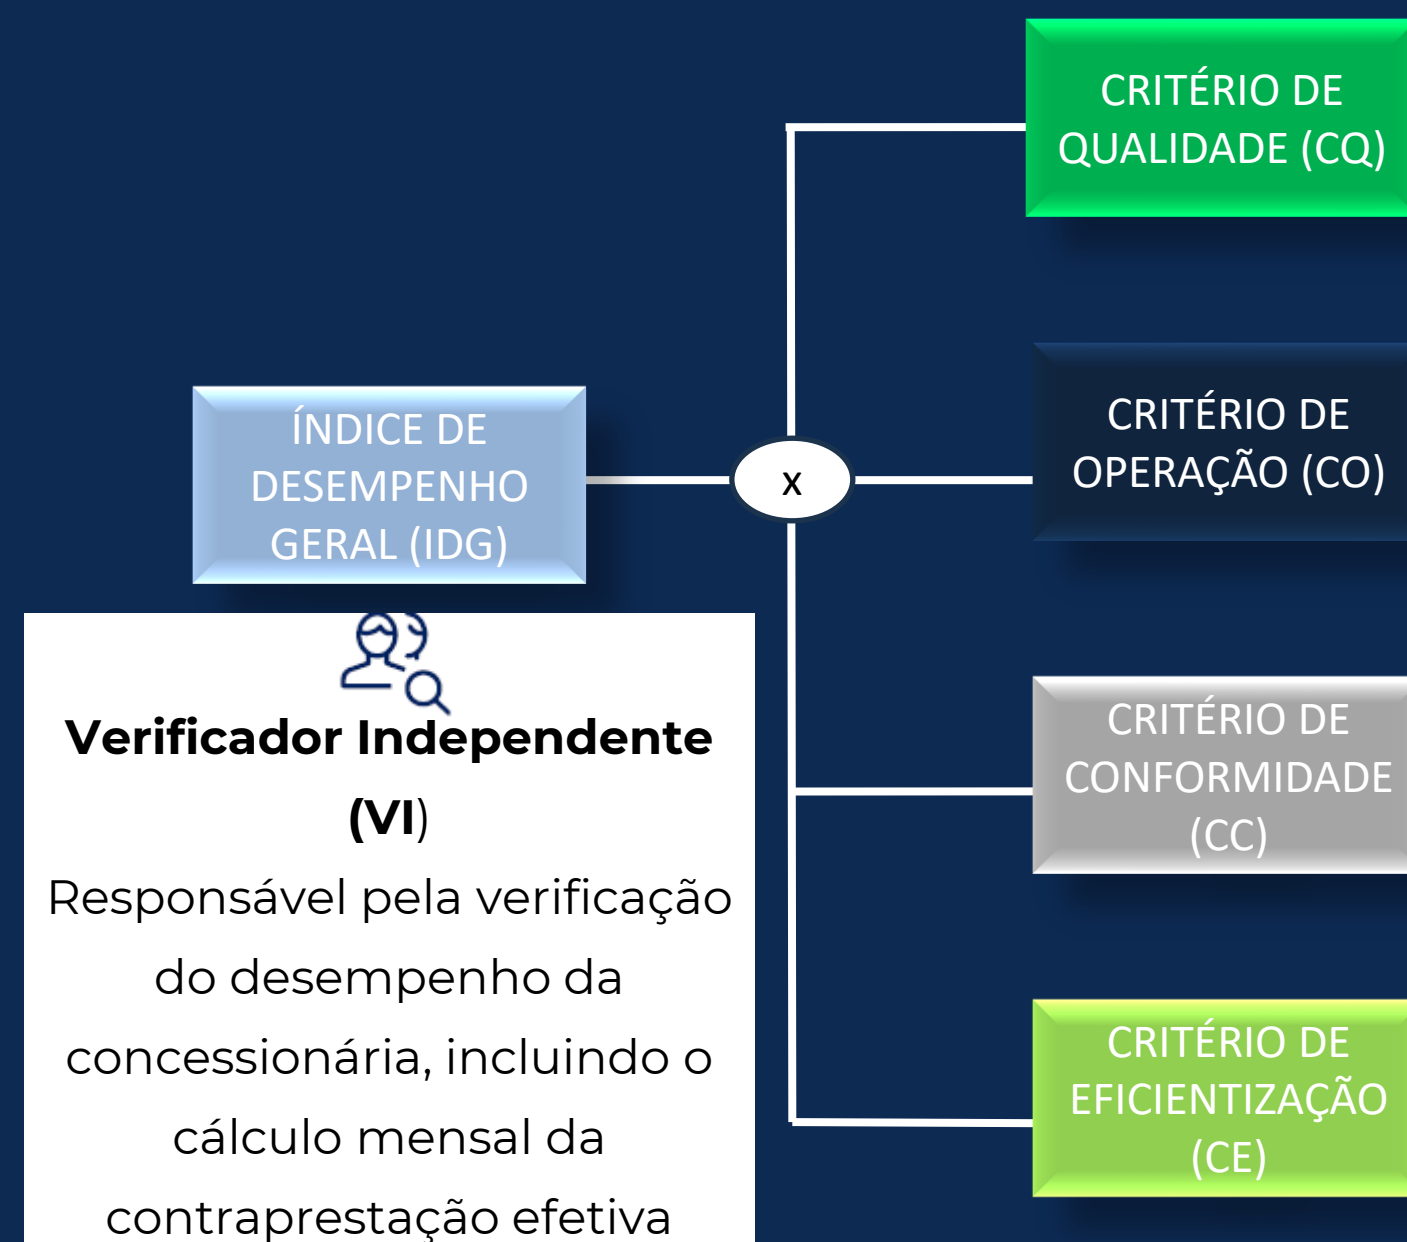 CRITÉRIO DE
QUALIDADE (CQ)
CRITÉRIO DE
OPERAÇÃO (CO)
ÍNDICE DE
DESEMPENHO
GERAL (IDG)
x
CRITÉRIO DE
CONFORMIDADE
(CC)
CRITÉRIO DE
EFICIENTIZAÇÃO
(CE)
Verificador Independente
(VI)
Responsável pela verificação
do desempenho da
concessionária, incluindo o
cálculo mensal da
contraprestação efetiva